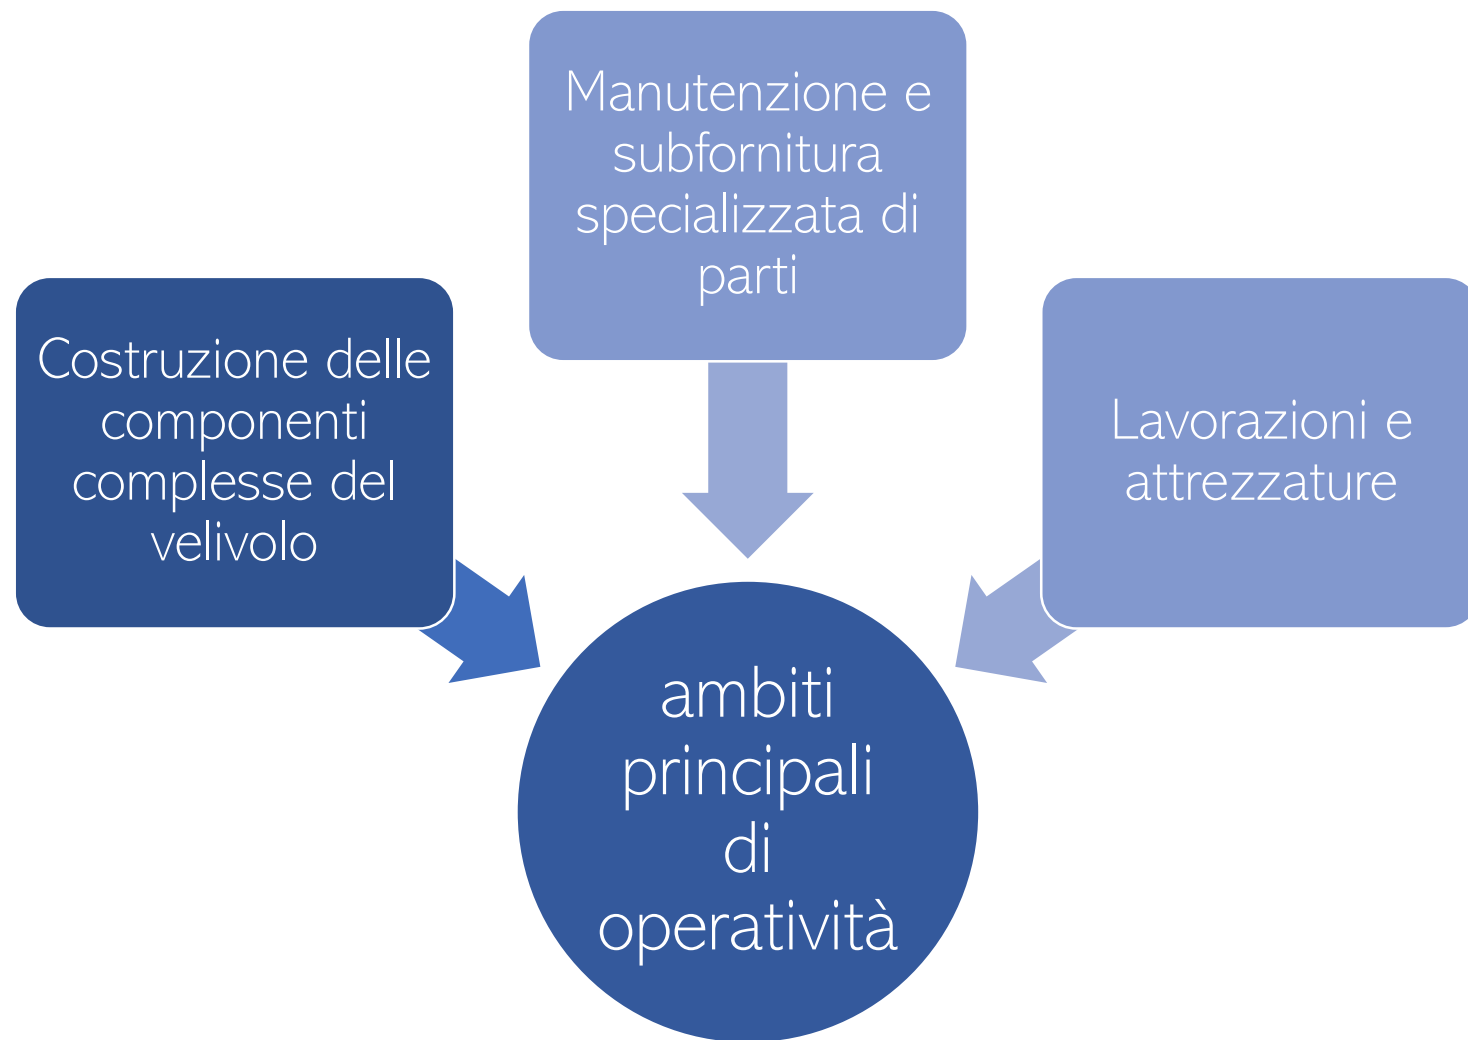 Manutenzione e
subfornitura
specializzata di
parti
Costruzione delle
componenti
complesse del
velivolo
Lavorazioni e
attrezzature
ambiti
principali
di
operatività